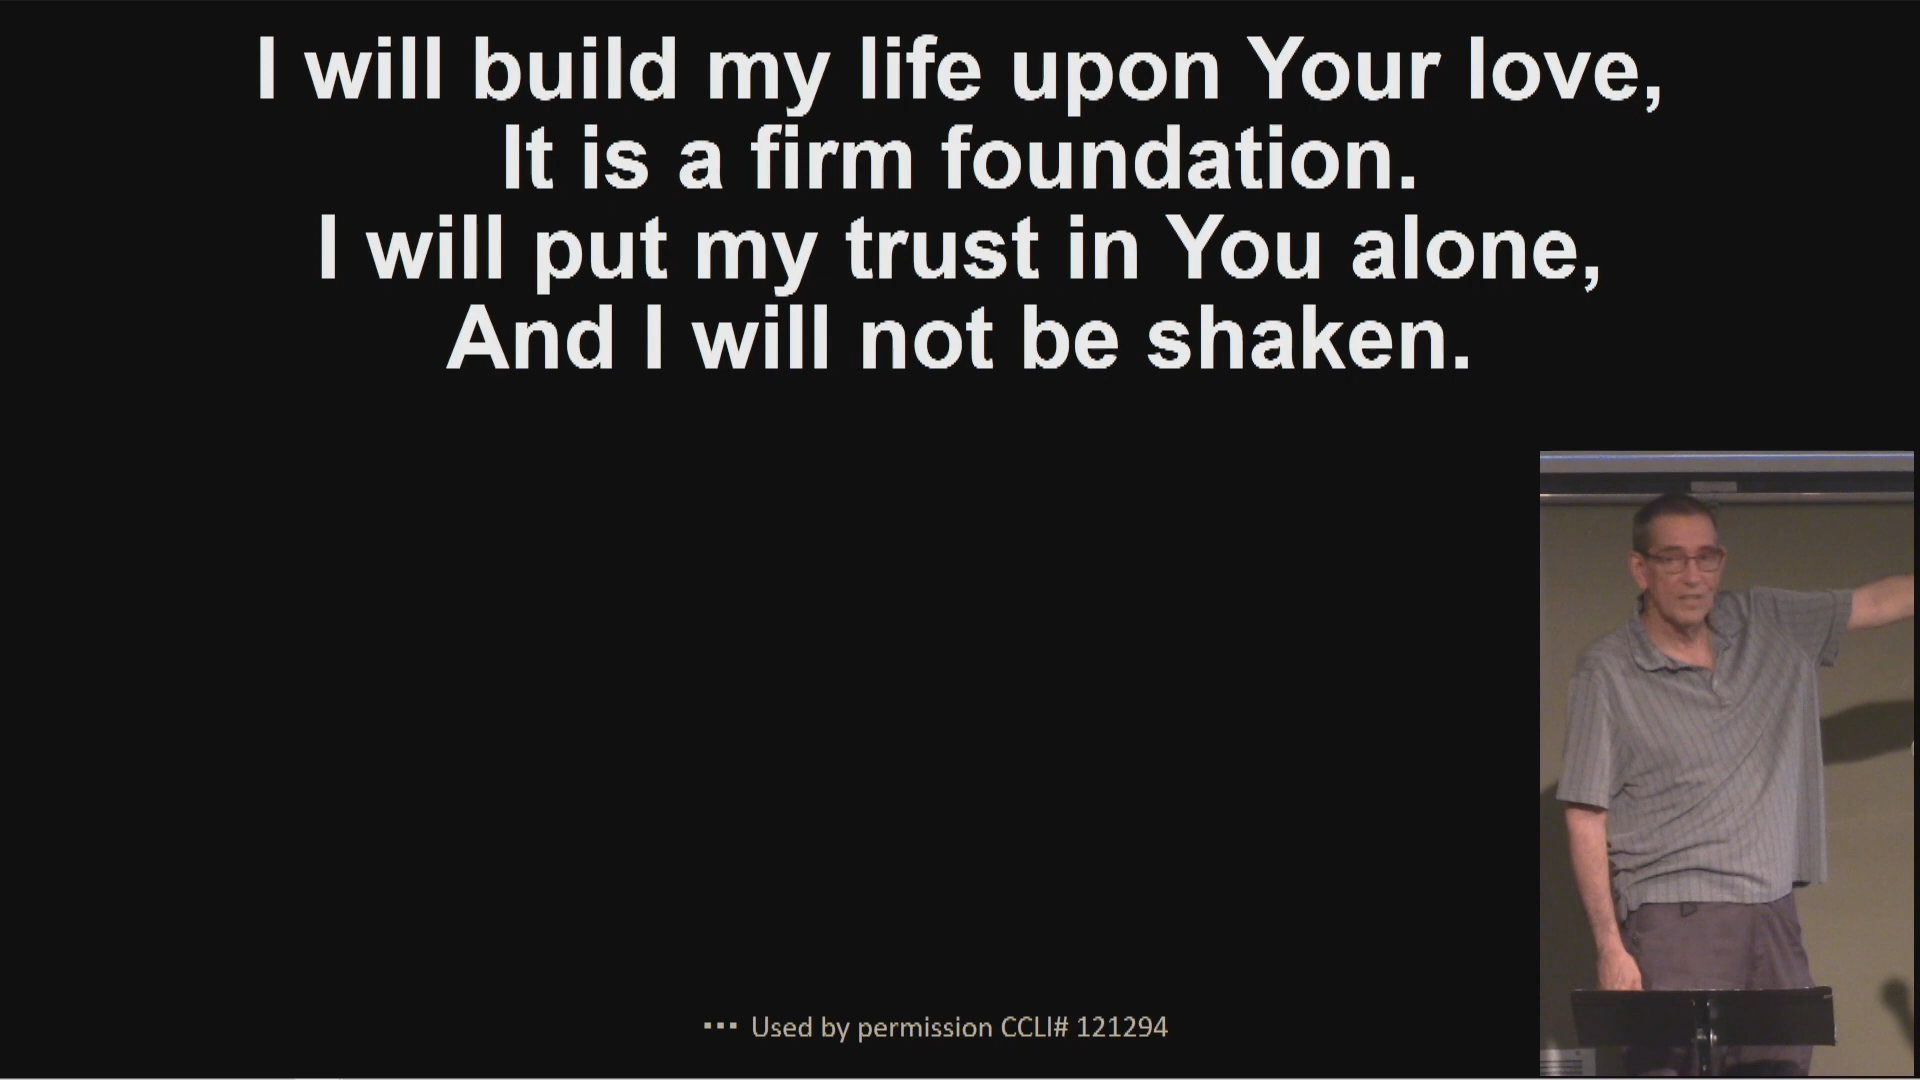 I will build my life upon Your love,
It is a firm foundation.
I will put my trust in You alone,
And I will not be shaken.
▪▪▪ Used by permission CCLI# 121294